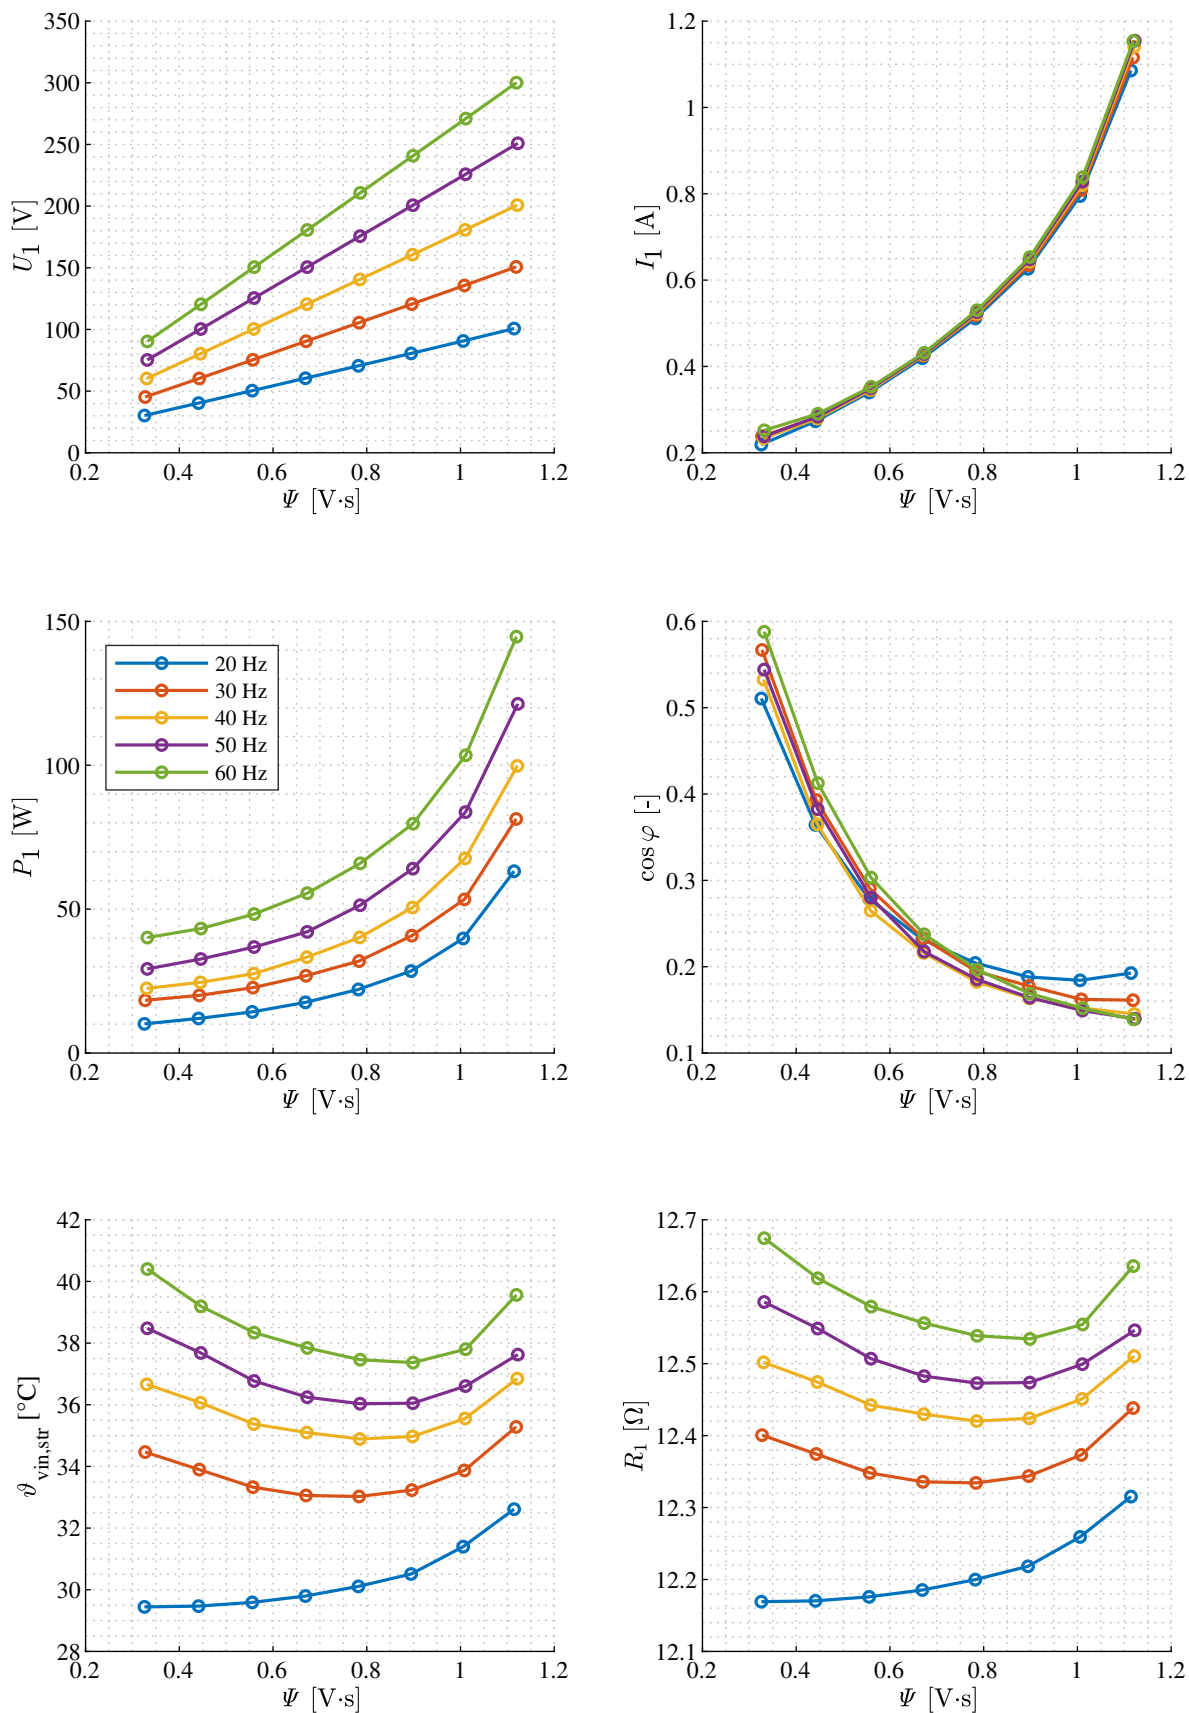 350
300
250
200
150
100
50
0
0.2 0.4 0.6 0.8 1 1.2
U1 [V]
Ψ [V·s]
1.2
1
0.8
0.6
0.4
0.2
0.2 0.4 0.6 0.8 1 1.2
I1 [A]
Ψ [V·s]
150
100
50
0
0.2 0.4 0.6 0.8 1 1.2
P1 [W]
Ψ [V·s]
20 Hz
30 Hz
40 Hz
50 Hz
60 Hz
0.6
0.5
0.4
0.3
0.2
0.1
0.2 0.4 0.6 0.8 1 1.2
cos φ [-]
Ψ [V·s]
42
40
38
36
34
32
30
28
0.2 0.4 0.6 0.8 1 1.2
ϑvin,str [°C]
Ψ [V·s]
12.7
12.6
12.5
12.4
12.3
12.2
12.1
0.2 0.4 0.6 0.8 1 1.2
R1 [Ω]
Ψ [V·s]